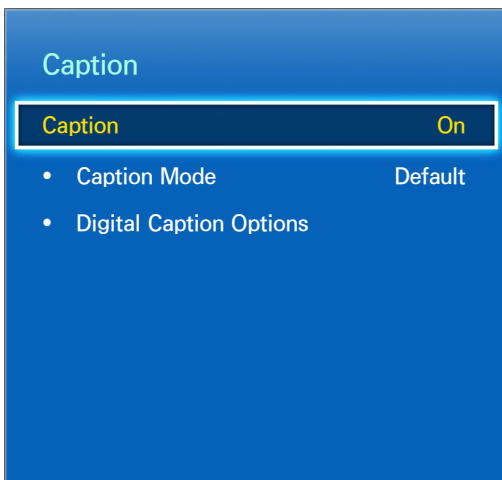 Caption
Caption On
• Caption Mode Default
• Digital Caption Options